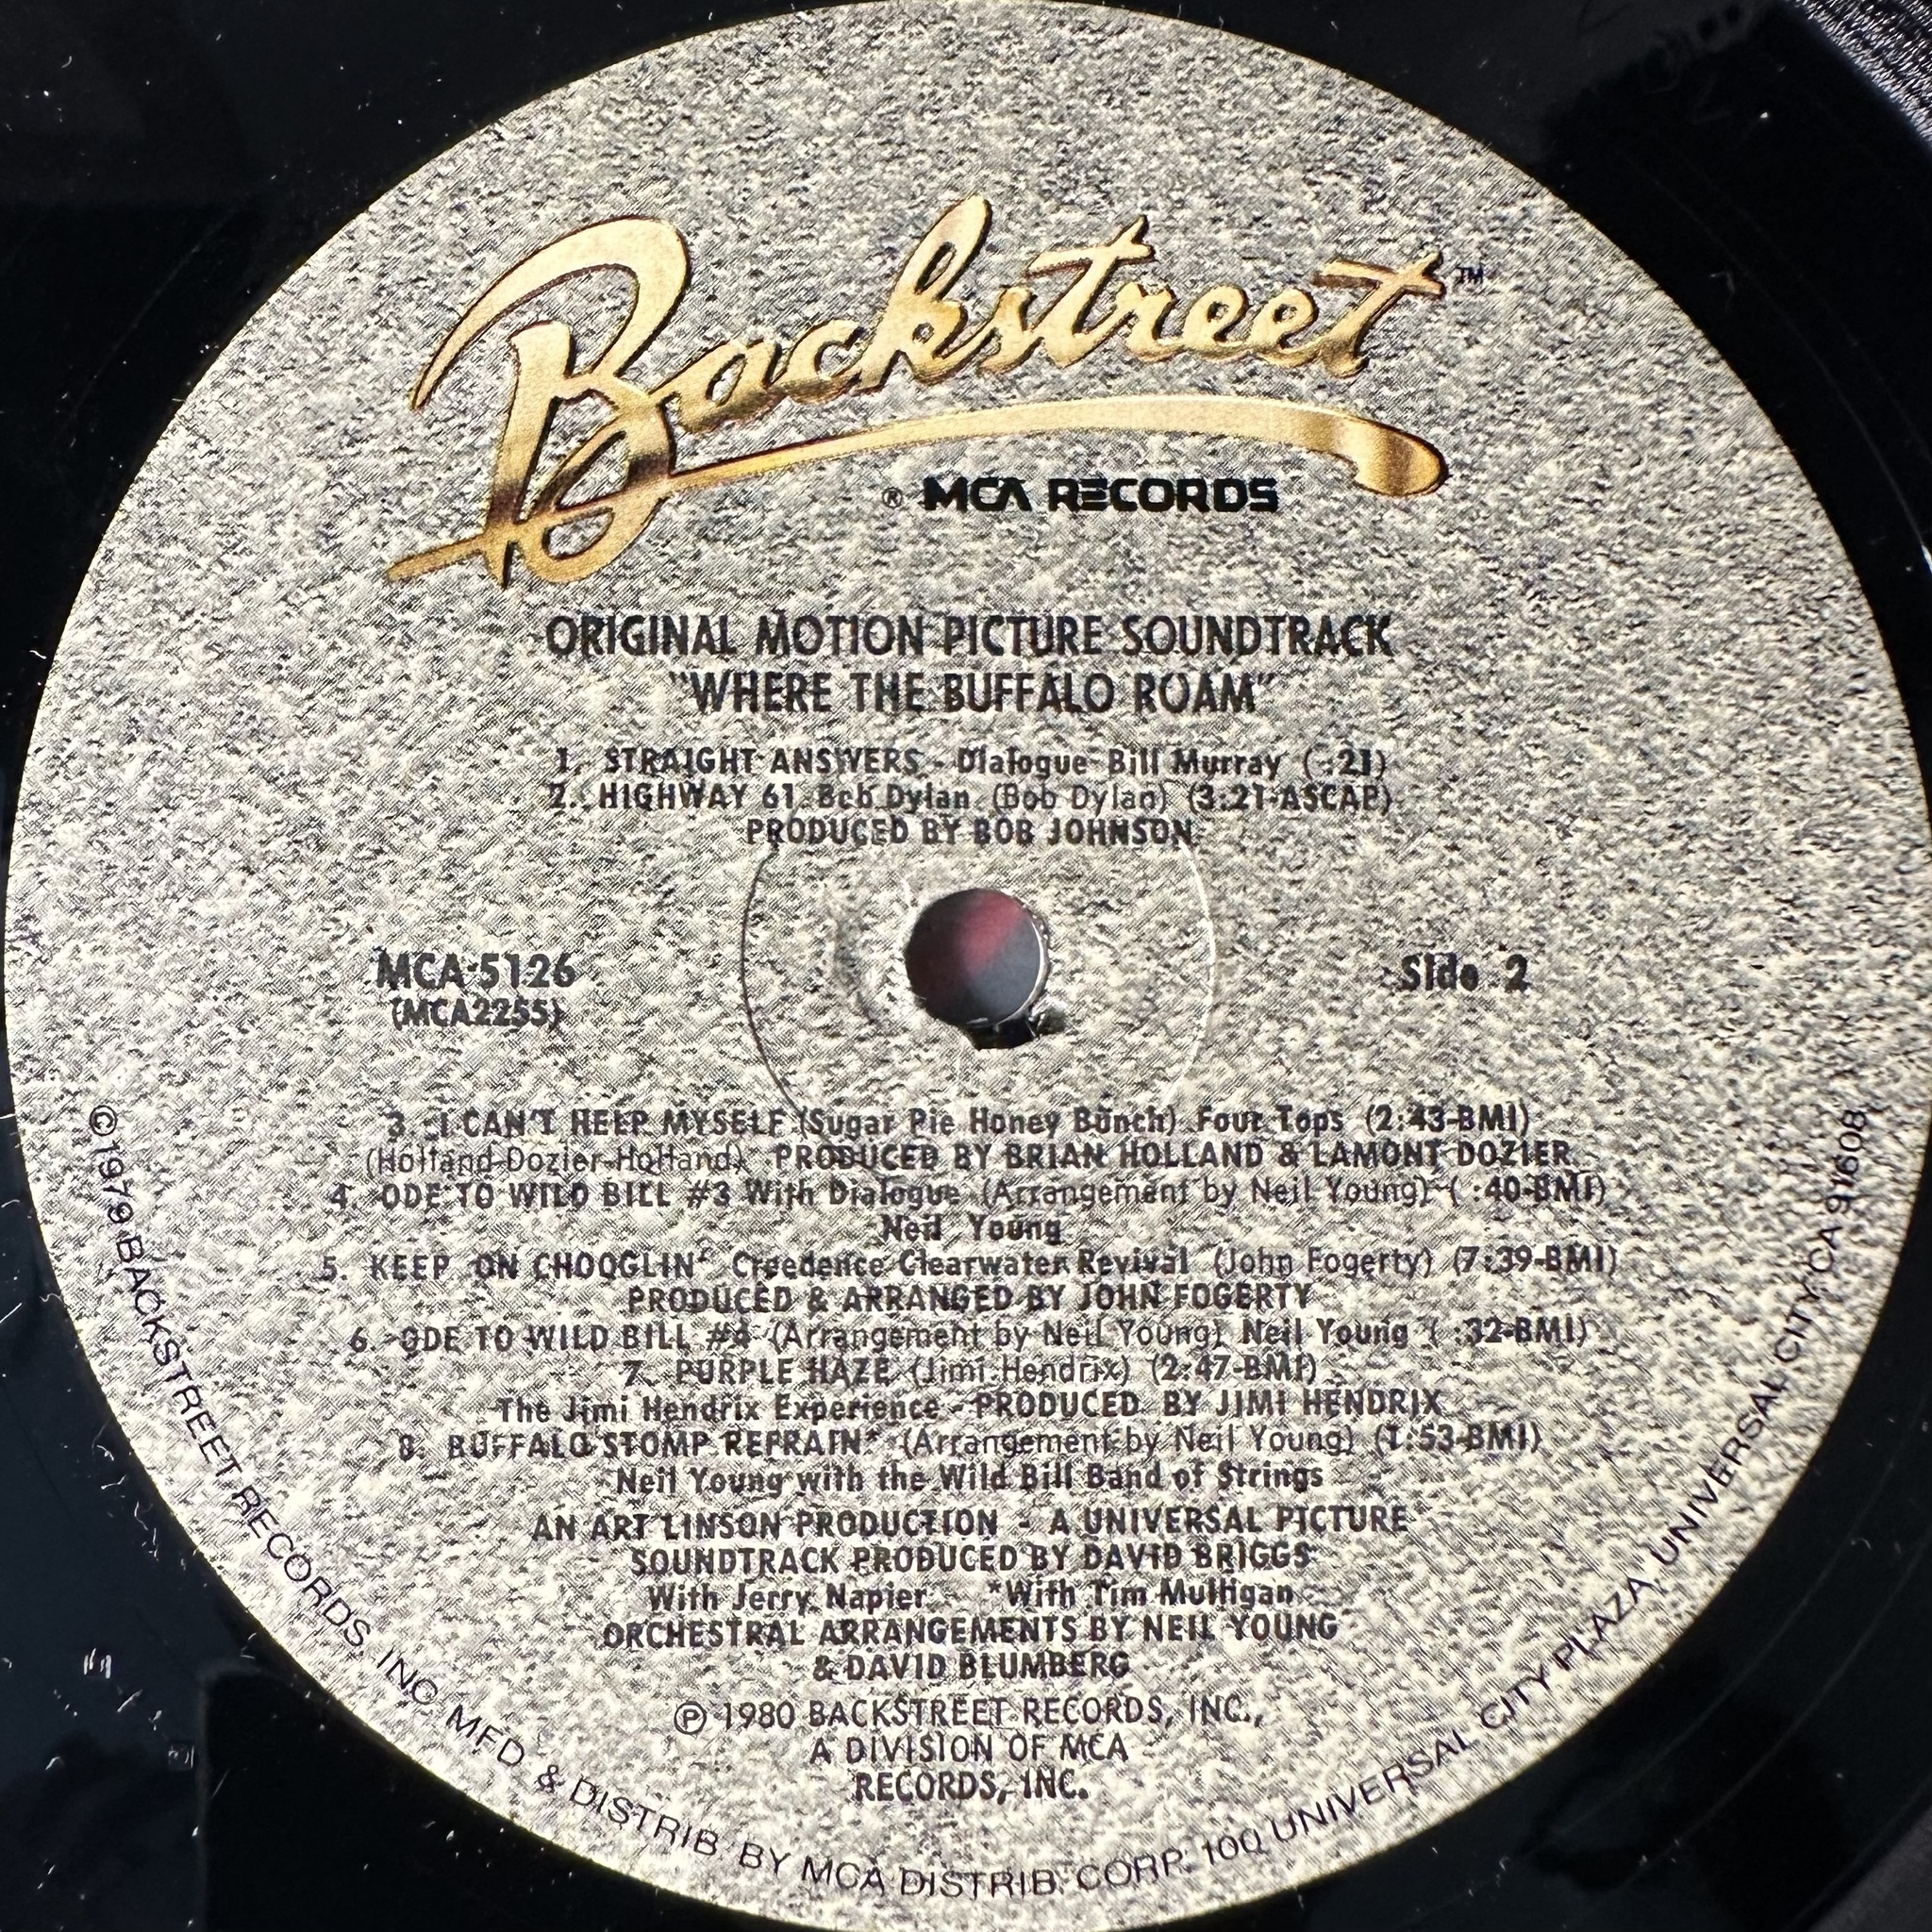 Backstreet™
® MCA RECORDS
ORIGINAL MOTION PICTURE SOUNDTRACK
"WHERE THE BUFFALO ROAM"
1. STRAIGHT ANSWERS - Dialogue Bill Murray ( :21)
2. HIGHWAY 61 Bob Dylan (Bob Dylan) (3:21-ASCAP)
PRODUCED BY BOB JOHNSON
MCA-5126
(MCA2255)
Side 2
3. I CAN'T HELP MYSELF (Sugar Pie Honey Bunch) Four Tops (2:43-BMI)
(Holland-Dozier-Holland) PRODUCED BY BRIAN HOLLAND & LAMONT DOZIER
4. ODE TO WILD BILL #3 With Dialogue (Arrangement by Neil Young) ( :40-BMI)
Neil Young
5. KEEP ON CHOOGLIN' Creedence Clearwater Revival (John Fogerty) (7:39-BMI)
PRODUCED & ARRANGED BY JOHN FOGERTY
6. ODE TO WILD BILL #4 (Arrangement by Neil Young) Neil Young ( :32-BMI)
7. PURPLE HAZE (Jimi Hendrix) (2:47-BMI)
The Jimi Hendrix Experience - PRODUCED BY JIMI HENDRIX
8. BUFFALO STOMP REFRAIN* (Arrangement by Neil Young) (1:53-BMI)
Neil Young with the Wild Bill Band of Strings
AN ART LINSON PRODUCTION - A UNIVERSAL PICTURE
SOUNDTRACK PRODUCED BY DAVID BRIGGS
With Jerry Napier *With Tim Mulligan
ORCHESTRAL ARRANGEMENTS BY NEIL YOUNG
& DAVID BLUMBERG
℗ 1980 BACKSTREET RECORDS, INC.,
A DIVISION OF MCA
RECORDS, INC.
©1979 BACKSTREET RECORDS, INC MFD & DISTRIB. BY MCA DISTRIB. CORP. 100 UNIVERSAL CITY PLAZA, UNIVERSAL CITY, CA 91608